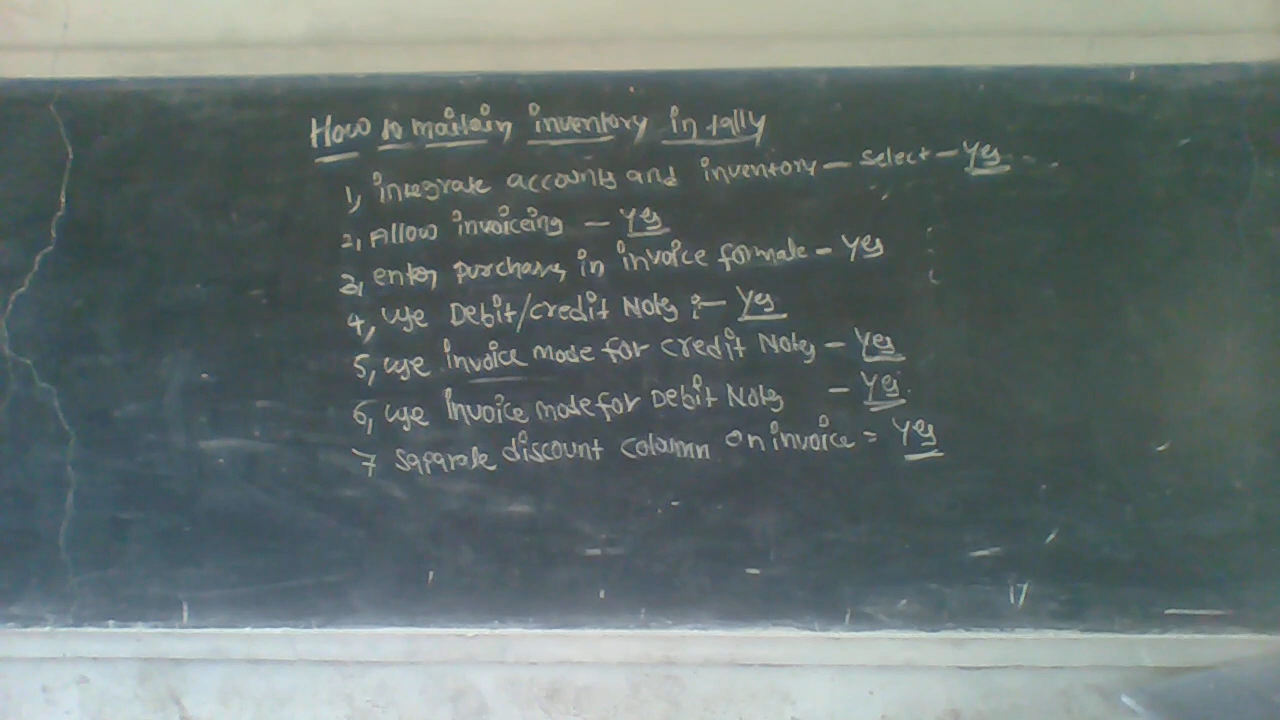 How to maintain inventory in tally
1, integrate accounts and inventory - select - Yes
2, Allow invoiceing - Yes
3, enter purchases in invoice formate - Yes
4, use Debit/credit Notes :- Yes
5, use invoice mode for credit Notes - Yes
6, use invoice mode for Debit Notes - Yes.
7 saparate discount column on invoice = Yes